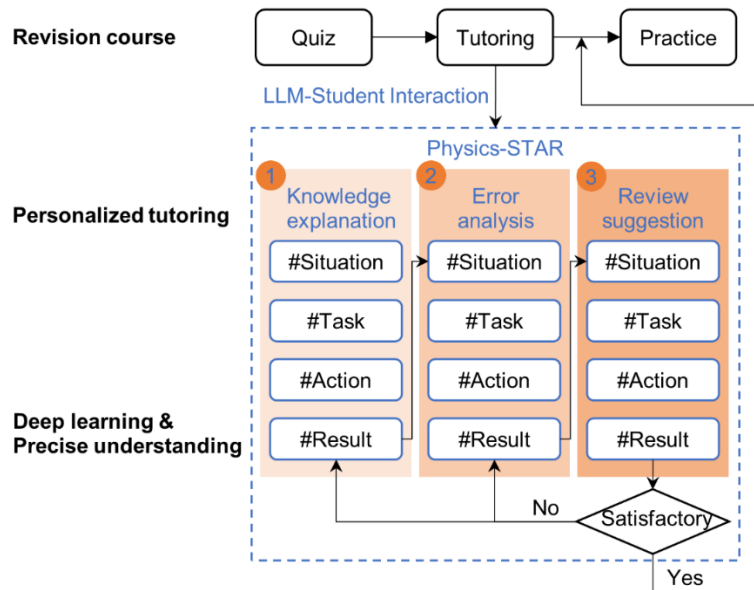 Revision course
Quiz
Tutoring
Practice
LLM-Student Interaction
Physics-STAR
Personalized tutoring
1
Knowledge
explanation
#Situation
#Task
#Action
#Result
2
Error
analysis
#Situation
#Task
#Action
#Result
3
Review
suggestion
#Situation
#Task
#Action
#Result
Deep learning &
Precise understanding
No
Satisfactory
Yes